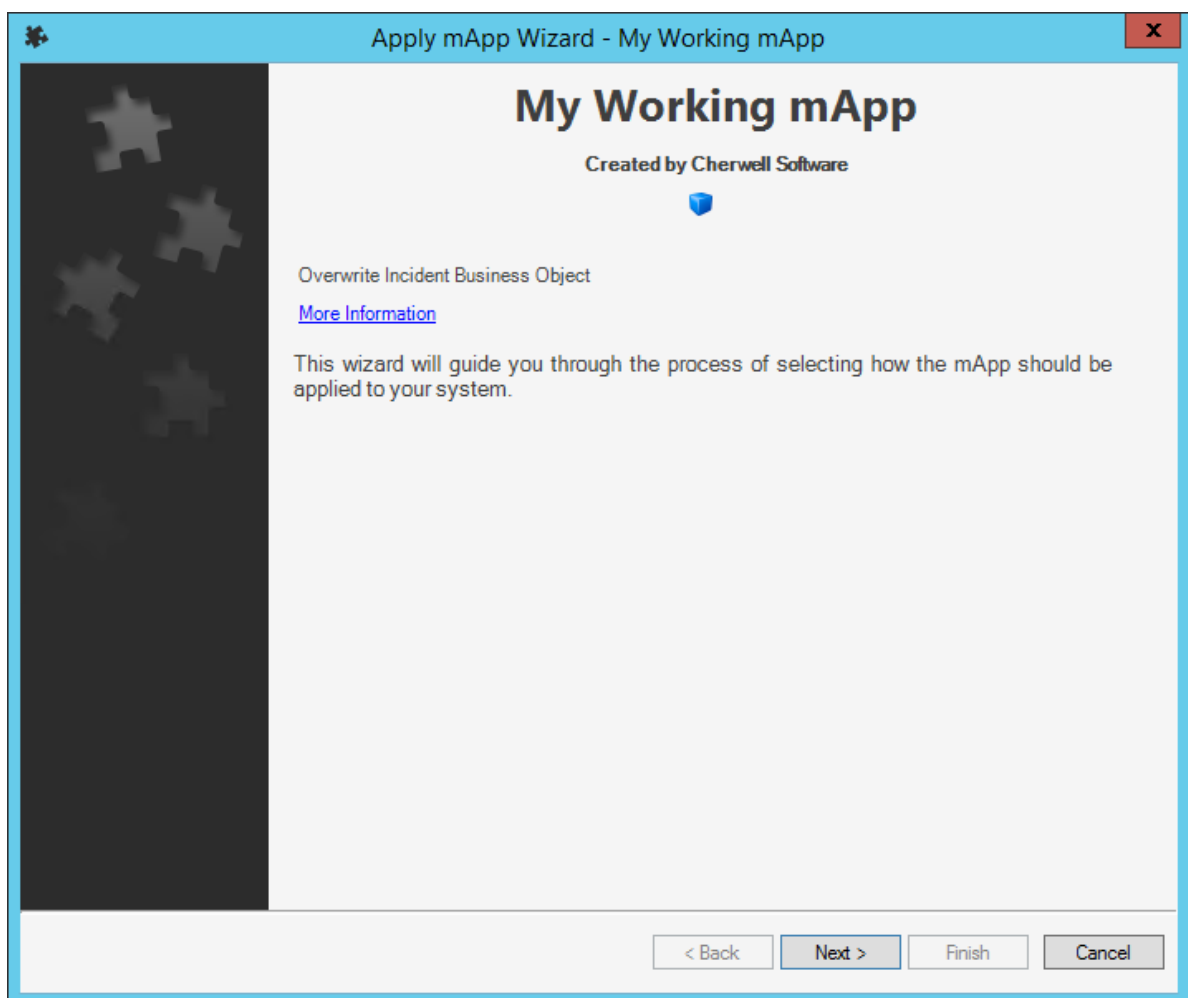 Apply mApp Wizard - My Working mApp
x
My Working mApp
Created by Cherwell Software
Overwrite Incident Business Object
More Information
This wizard will guide you through the process of selecting how the mApp should be
applied to your system.
< Back Next > Finish Cancel